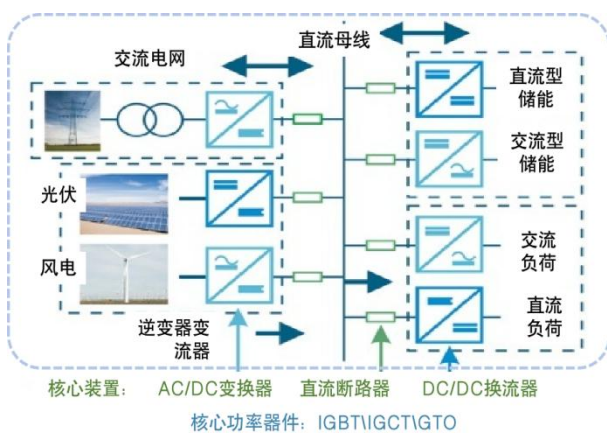 直流母线
交流电网
直流型
储能
交流型
储能
光伏
风电
交流
负荷
直流
负荷
逆变器变
流器
核心装置： AC/DC变换器 直流断路器 DC/DC换流器
核心功率器件：IGBT\IGCT\GTO